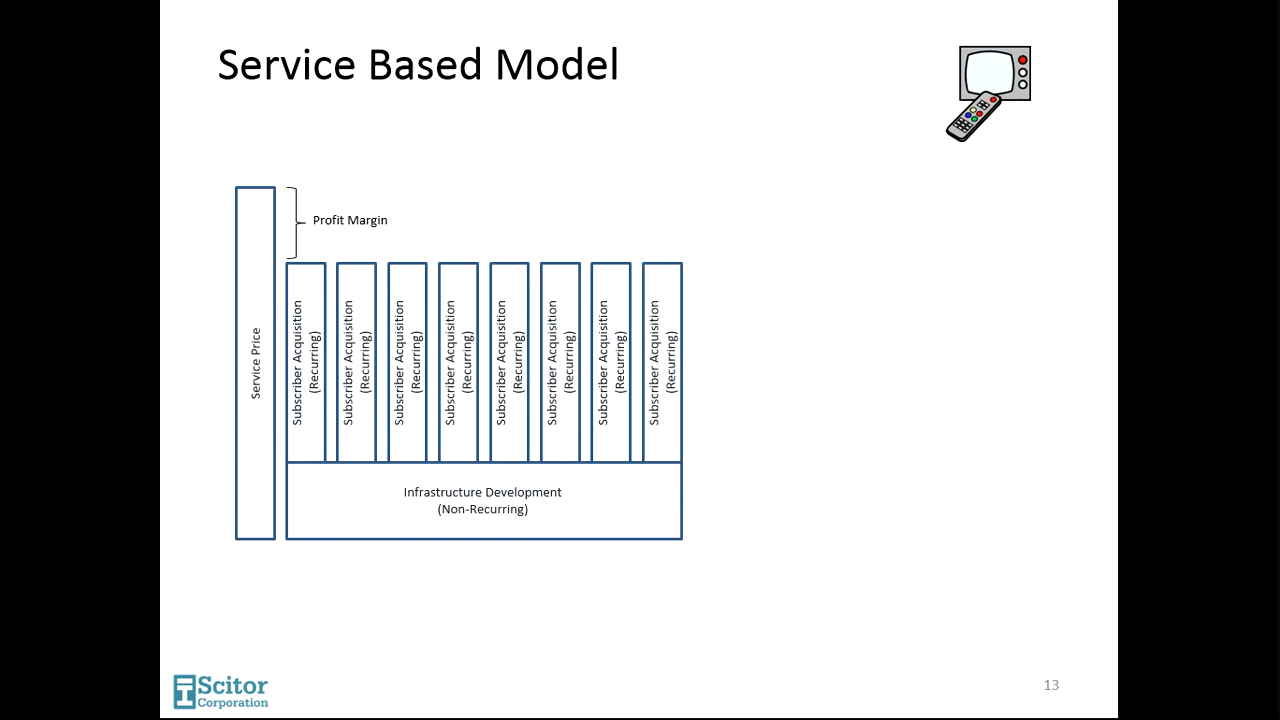 Service Based Model
Profit Margin
Service Price
Subscriber Acquisition
(Recurring)
Subscriber Acquisition
(Recurring)
Subscriber Acquisition
(Recurring)
Subscriber Acquisition
(Recurring)
Subscriber Acquisition
(Recurring)
Subscriber Acquisition
(Recurring)
Subscriber Acquisition
(Recurring)
Subscriber Acquisition
(Recurring)
Infrastructure Development
(Non-Recurring)
Scitor
Corporation
13